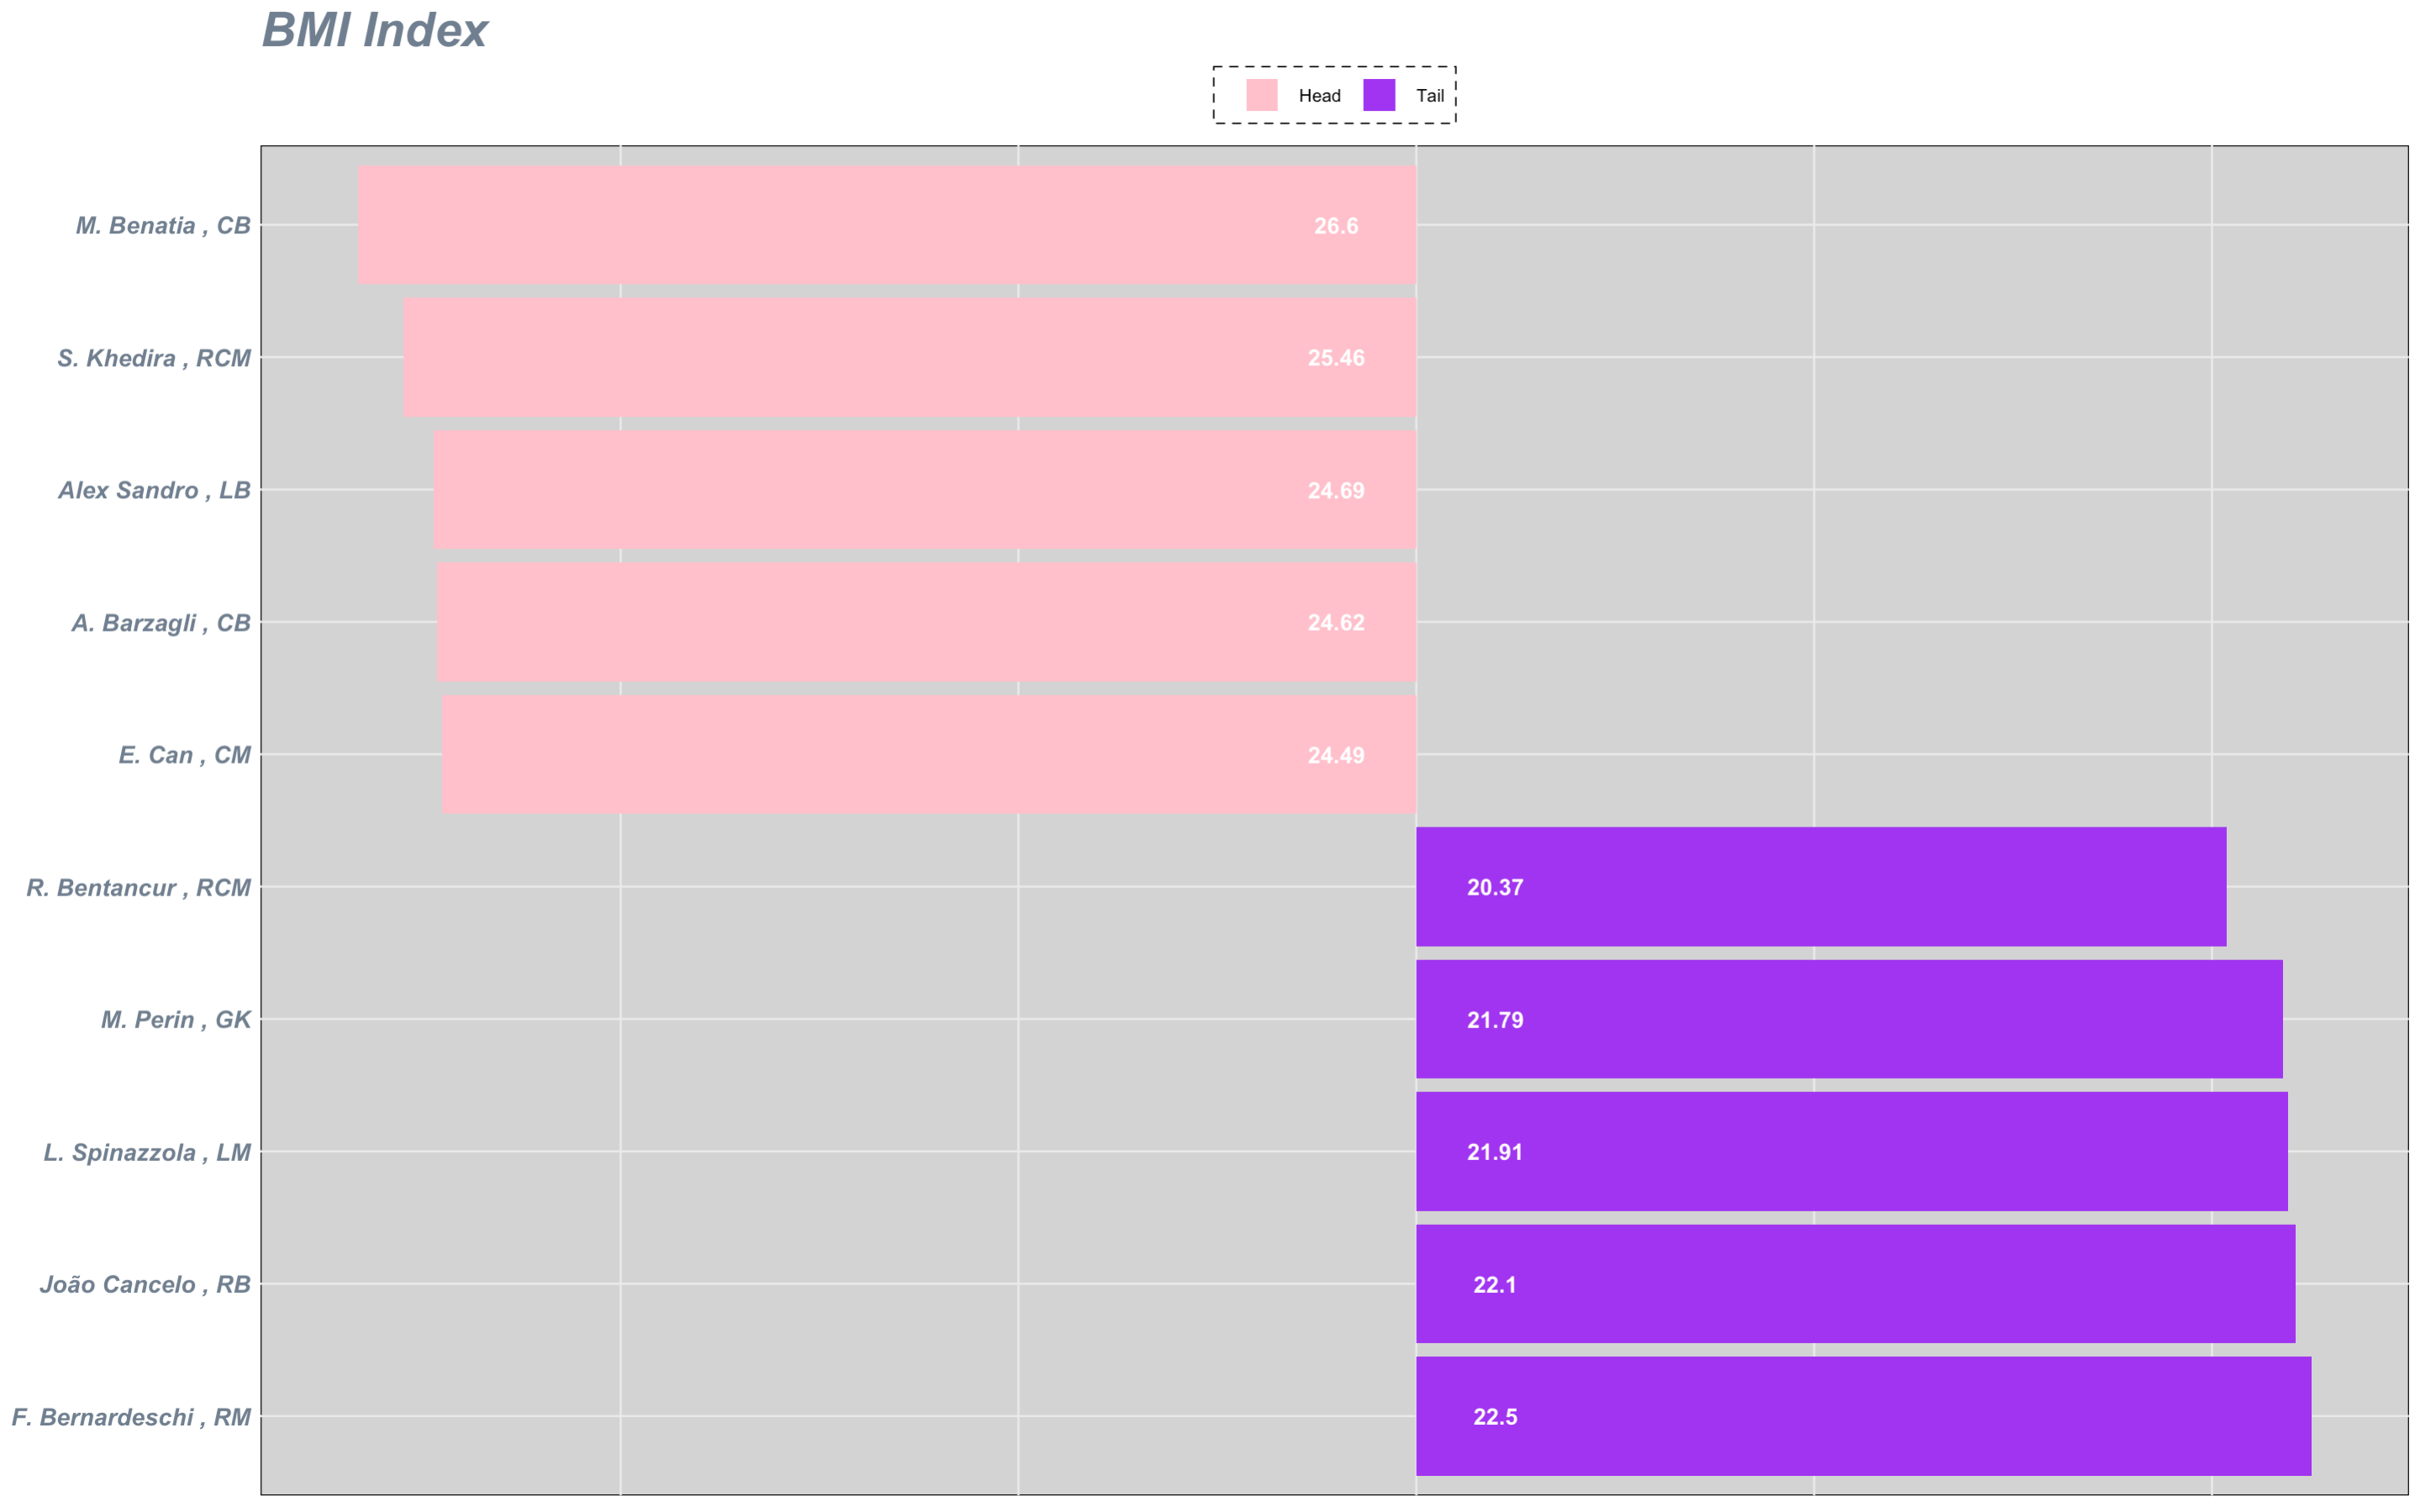 BMI Index
Head Tail
M. Benatia , CB 26.6
S. Khedira , RCM 25.46
Alex Sandro , LB 24.69
A. Barzagli , CB 24.62
E. Can , CM 24.49
R. Bentancur , RCM 20.37
M. Perin , GK 21.79
L. Spinazzola , LM 21.91
João Cancelo , RB 22.1
F. Bernardeschi , RM 22.5